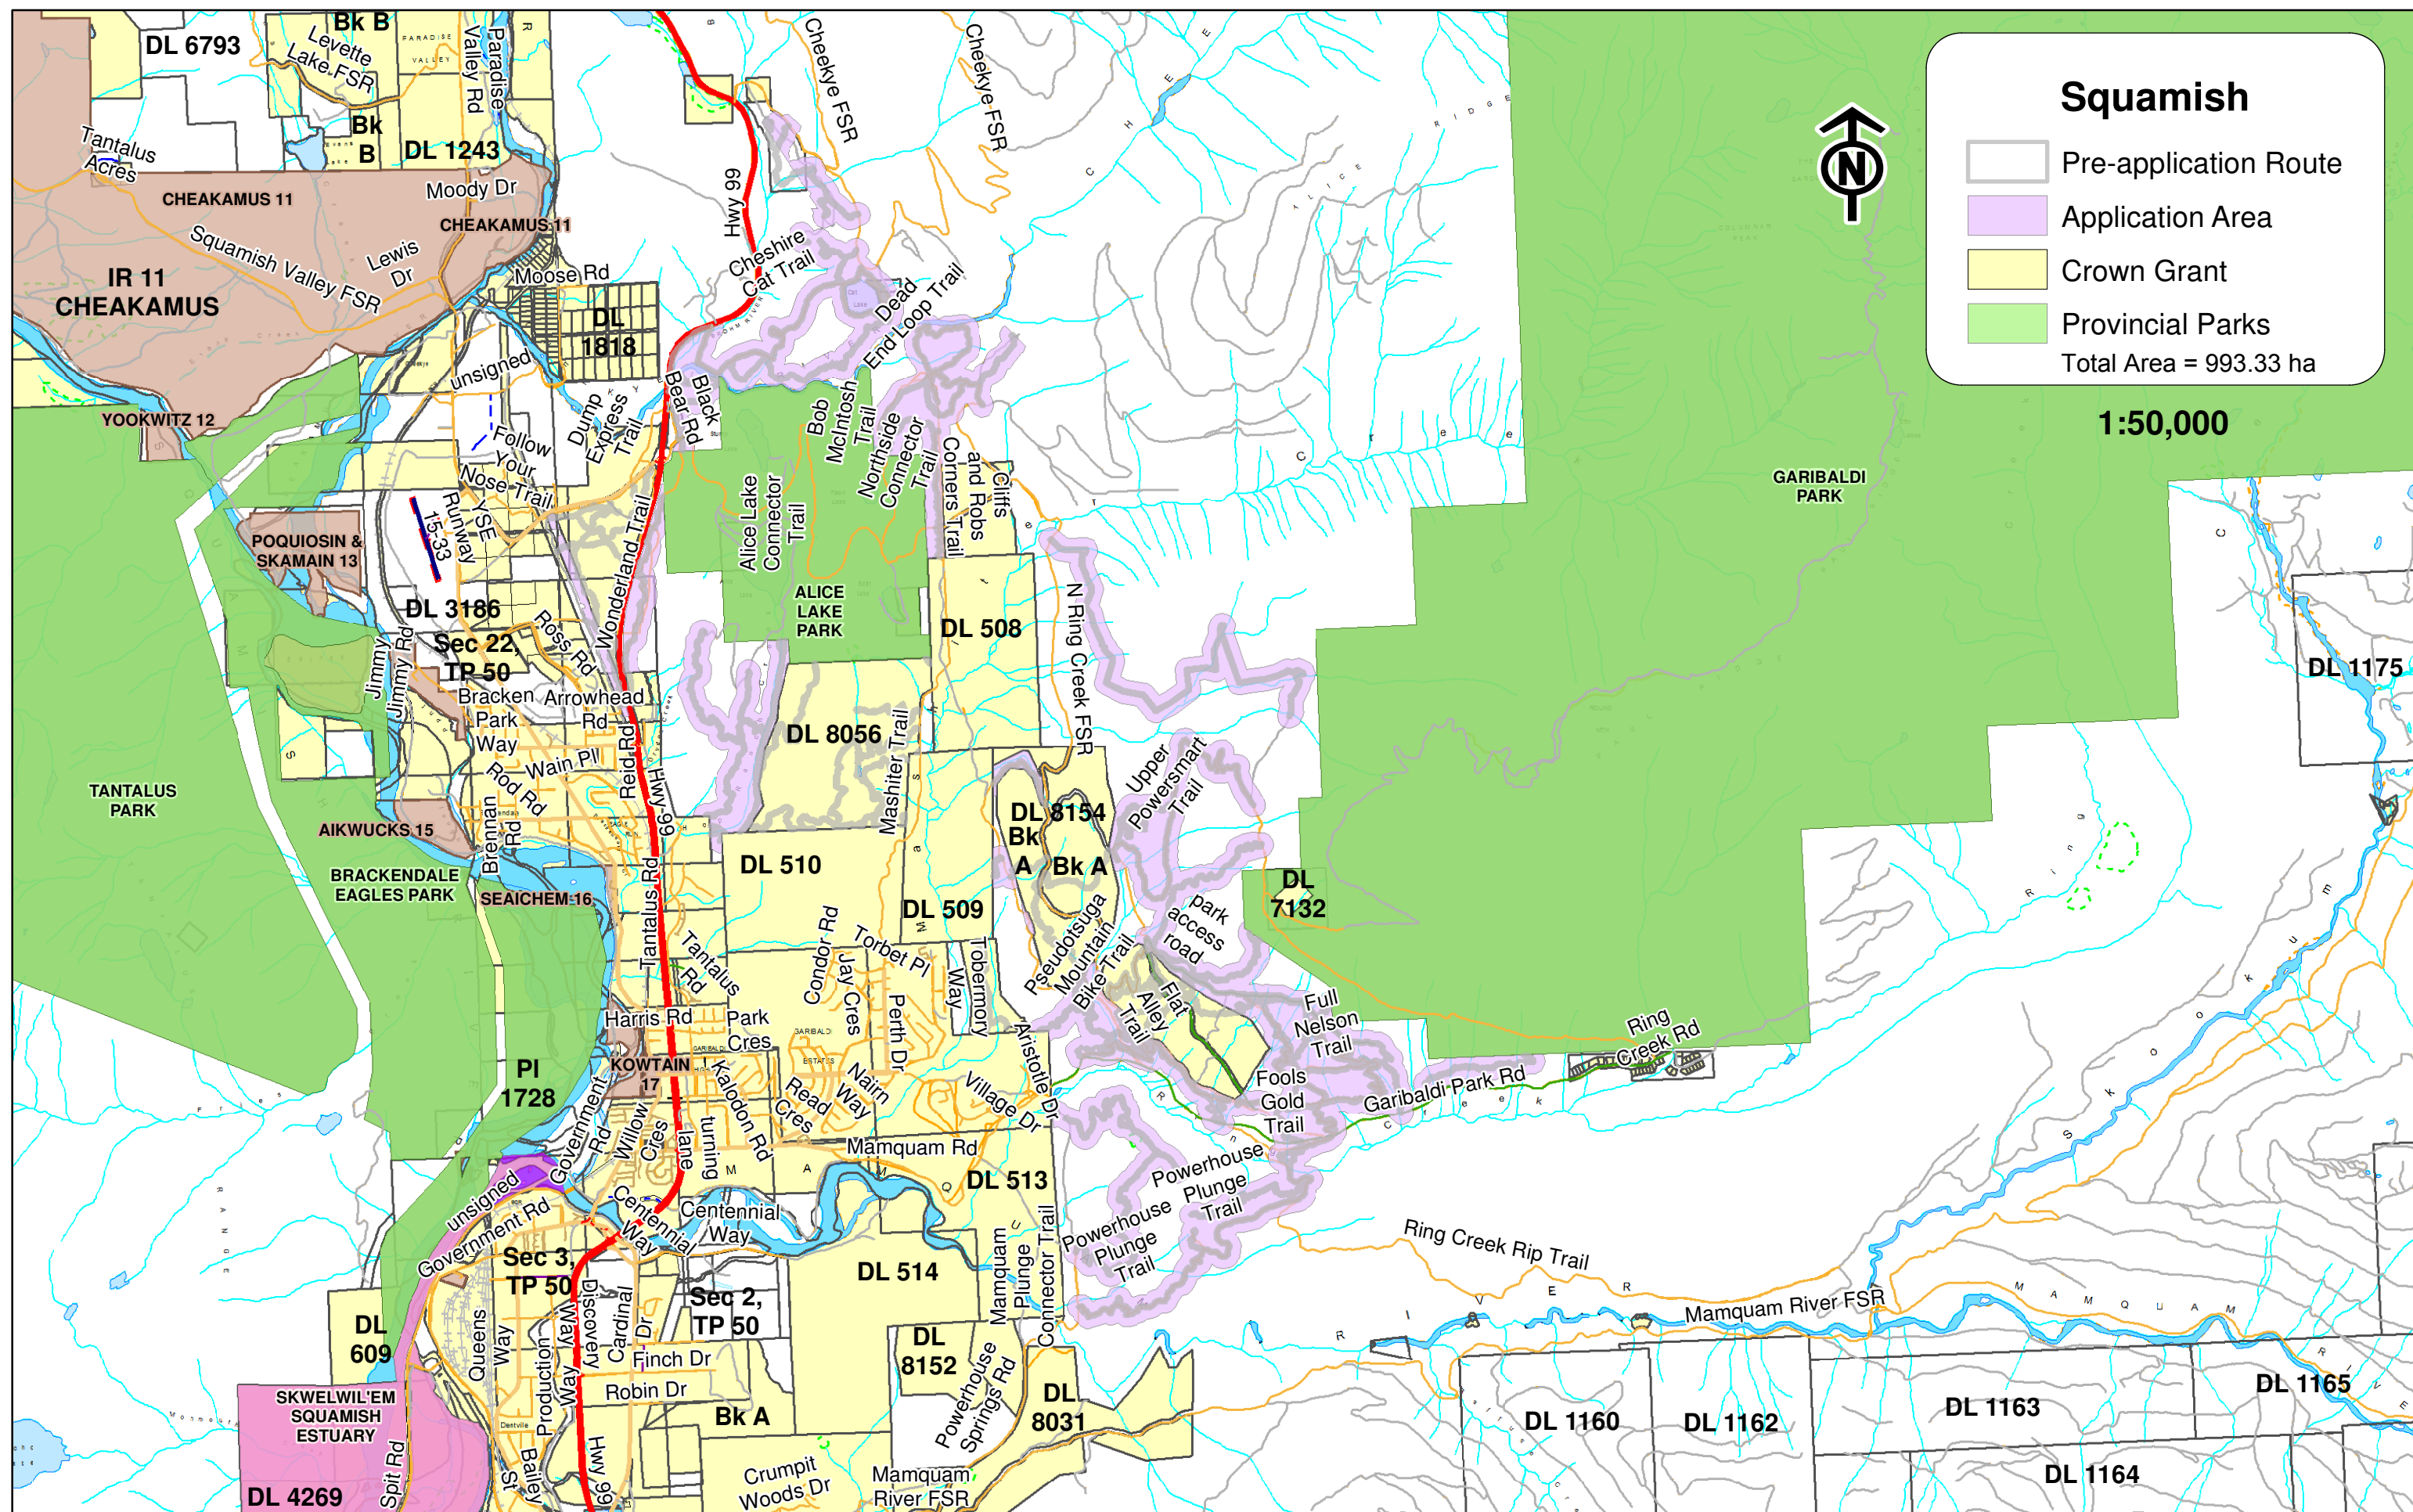 Squamish
Pre-application Route
Application Area
Crown Grant
Provincial Parks
Total Area = 993.33 ha
1:50,000
N
DL 6793
Bk B
Levette
Lake FSR
PARADISE
VALLEY
Paradise
Valley Rd
Bk
B
DL 1243
Tantalus
Acres
CHEAKAMUS 11
Moody Dr
CHEAKAMUS 11
Squamish Valley FSR
Lewis
Dr
IR 11
CHEAKAMUS
Moose Rd
DL
1818
unsigned
YOOKWITZ 12
Hwy 99
Cheekye FSR
Cheekye FSR
Cheshire
Cat Trail
Dead
End Loop Trail
Black
Bear Rd
Dump
Express
Trail
Follow
Your
Nose Trail
Bob
McIntosh
Trail
Northside
Connector
Trail
Alice Lake
Connector
Trail
Cliffs
and Robs
Corners Trail
ALICE
LAKE
PARK
Wonderland Trail
YSE
Runway
15-33
POQUIOSIN &
SKAMAIN 13
DL 3186
Sec 22,
TP 50
Ross Rd
Jimmy
Jimmy Rd
Bracken
Park
Way
Arrowhead
Rd
Wain Pl
Rod Rd
Reid Rd
Hwy 99
Brennan
Rd
TANTALUS
PARK
AIKWUCKS 15
BRACKENDALE
EAGLES PARK
SEAICHEM 16
Tantalus Rd
DL 508
DL 8056
Mashiter Trail
N Ring Creek FSR
DL 510
DL 509
DL 8154
Bk
A
Bk A
Upper
Powersmart
Trail
DL
7132
park
access
road
Pseudotsuga
Mountain
Bike Trail
Flat
Alley
Trail
Full
Nelson
Trail
Fools
Gold
Trail
GARIBALDI
PARK
DL 1175
Ring
Creek Rd
Garibaldi Park Rd
Tantalus
Rd
Condor Rd
Torbet Pl
Jay Cres
Perth Dr
Tobermory
Way
Aristotle Dr
Harris Rd
Park
Cres
GARIBALDI
ESTATES
KOWTAIN
17
Kalodon Rd
Read
Cres
Nairn
Way
Village Dr
PI
1728
Government
Rd
Willow
Cres
turning
lane
Mamquam Rd
DL 513
Centennial
Way
Centennial
Way
unsigned
Government Rd
Sec 3,
TP 50
Sec 2,
TP 50
DL 514
Mamquam
Plunge
Connector Trail
Powerhouse
Plunge
Trail
Powerhouse
Plunge
Trail
Ring Creek Rip Trail
Mamquam River FSR
MAMQUAM
RIVER
DL
609
Queens
Way
Production
Way
Discovery
Way
Cardinal
Dr
Finch Dr
Robin Dr
Bk A
DL
8152
Powerhouse
Springs Rd
DL
8031
SKWELWIL'EM
SQUAMISH
ESTUARY
DL 4269
Spit Rd
Dentville
Bailey
St
Hwy 99
Crumpit
Woods Dr
Mamquam
River FSR
DL 1160
DL 1162
DL 1163
DL 1165
DL 1164